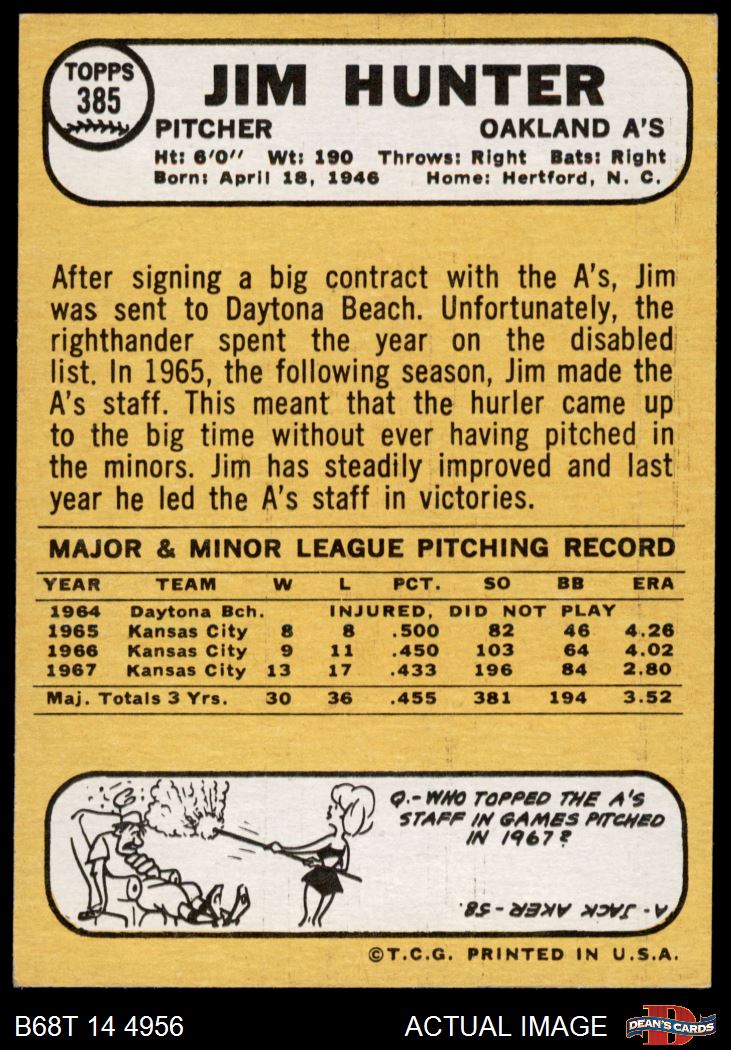 TOPPS
385
JIM HUNTER
PITCHER OAKLAND A'S
Ht: 6'0" Wt: 190 Throws: Right Bats: Right
Born: April 18, 1946 Home: Hertford, N. C.
After signing a big contract with the A's, Jim
was sent to Daytona Beach. Unfortunately, the
righthander spent the year on the disabled
list. In 1965, the following season, Jim made the
A's staff. This meant that the hurler came up
to the big time without ever having pitched in
the minors. Jim has steadily improved and last
year he led the A's staff in victories.
MAJOR & MINOR LEAGUE PITCHING RECORD
YEAR TEAM W L PCT. SO BB ERA
1964 Daytona Bch. INJURED, DID NOT PLAY
1965 Kansas City 8 8 .500 82 46 4.26
1966 Kansas City 9 11 .450 103 64 4.02
1967 Kansas City 13 17 .433 196 84 2.80
Maj. Totals 3 Yrs. 30 36 .455 381 194 3.52
Q.- WHO TOPPED THE A'S
STAFF IN GAMES PITCHED
IN 1967?
A- JACK AKER - 58.
©T.C.G. PRINTED IN U.S.A.
B68T 14 4956 ACTUAL IMAGE DEAN'S CARDS